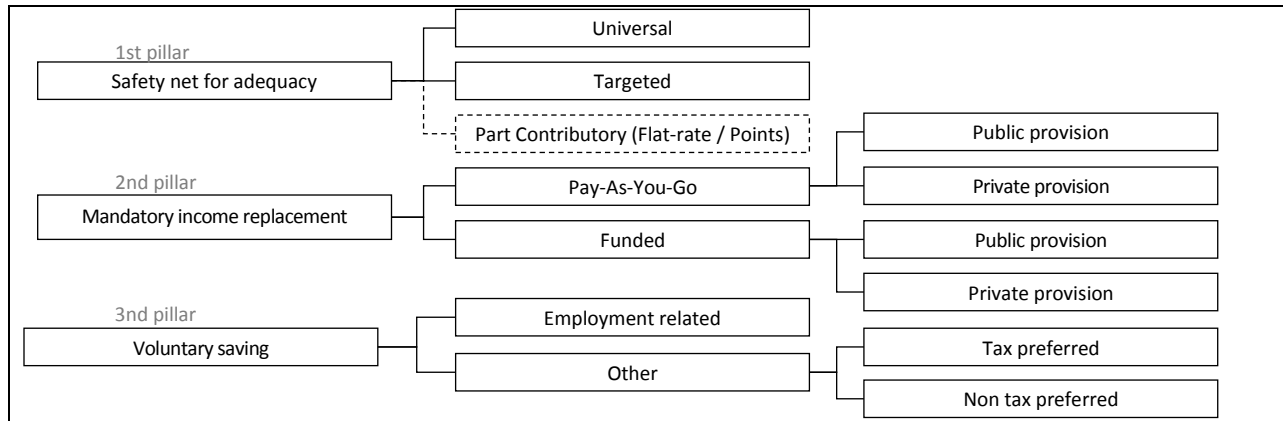 Universal
1st pillar
Safety net for adequacy
Targeted
Part Contributory (Flat-rate / Points)
Public provision
2nd pillar
Pay-As-You-Go
Private provision
Mandatory income replacement
Funded
Public provision
Private provision
3nd pillar
Employment related
Voluntary saving
Tax preferred
Other
Non tax preferred